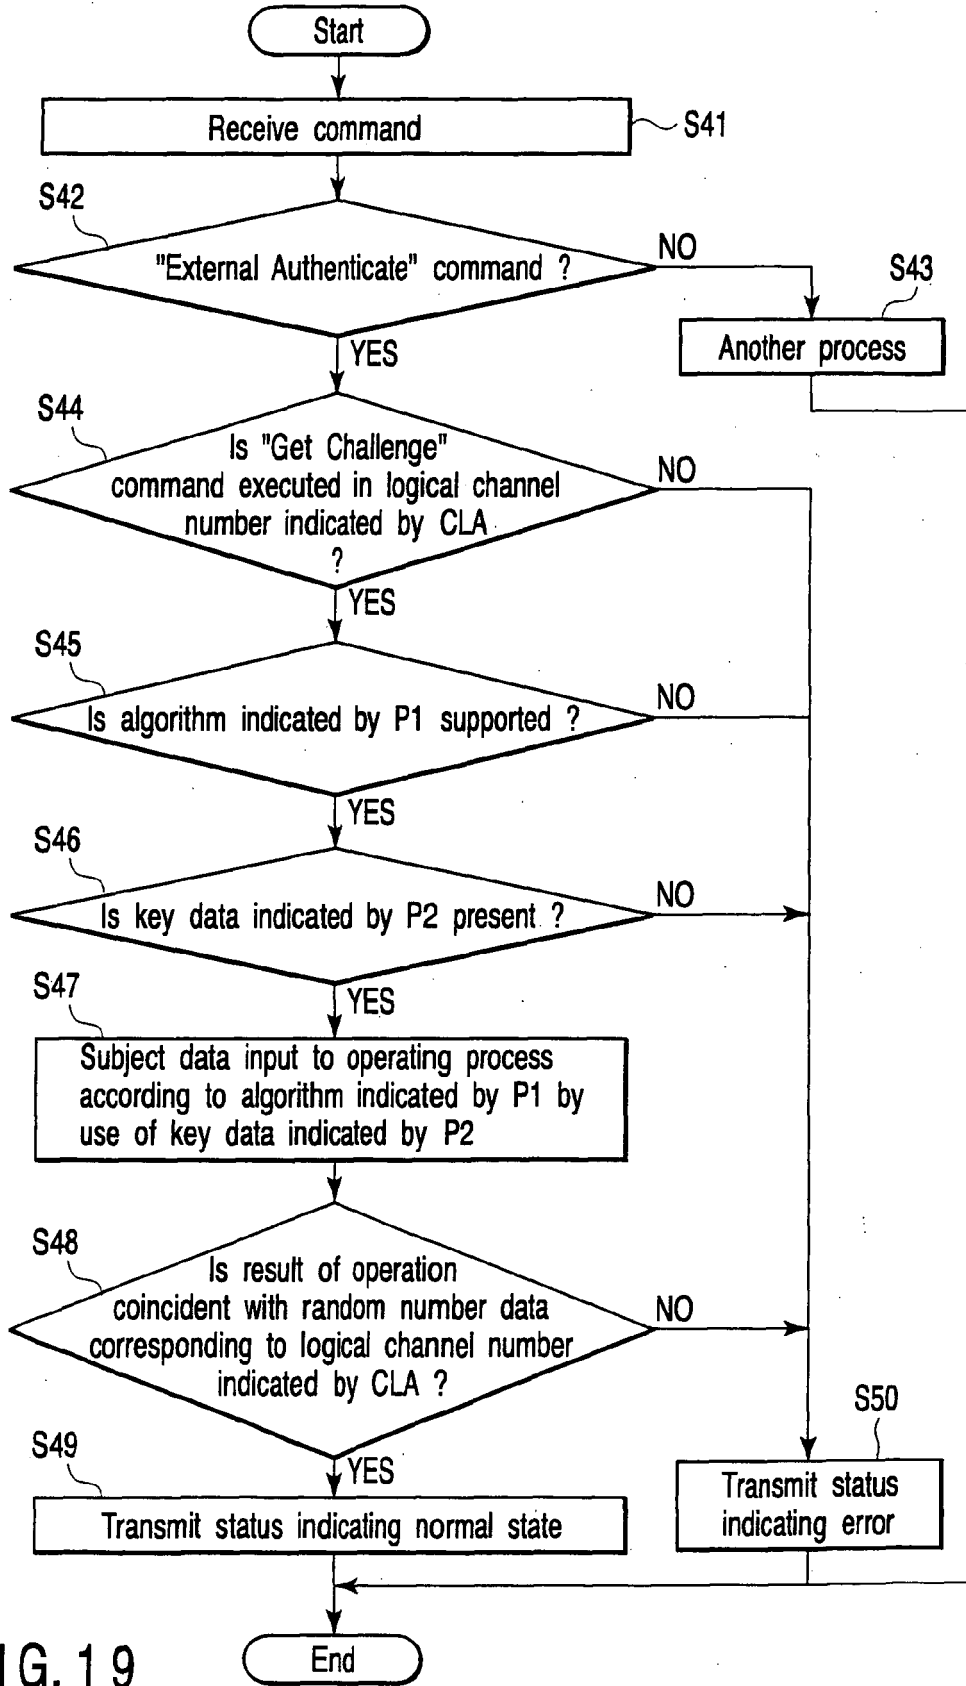 Start
Receive command
S41
S42
"External Authenticate" command ?
NO
S43
Another process
YES
S44
Is "Get Challenge"
command executed in logical channel
number indicated by CLA
?
NO
YES
S45
Is algorithm indicated by P1 supported ?
NO
YES
S46
Is key data indicated by P2 present ?
NO
YES
S47
Subject data input to operating process
according to algorithm indicated by P1 by
use of key data indicated by P2
S48
Is result of operation
coincident with random number data
corresponding to logical channel number
indicated by CLA ?
NO
YES
S49
Transmit status indicating normal state
S50
Transmit status
indicating error
End
IG. 19